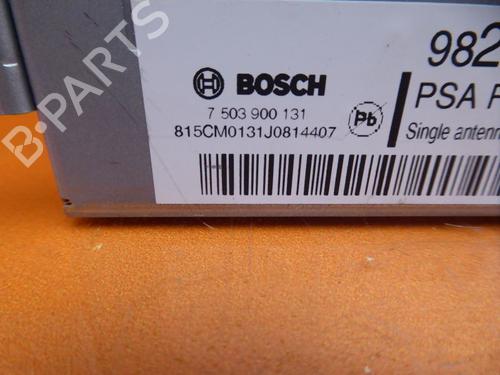 BOSCH
7 503 900 131
815CM0131J0814407
Pb
982
PSA
Single antenn
B-PARTS